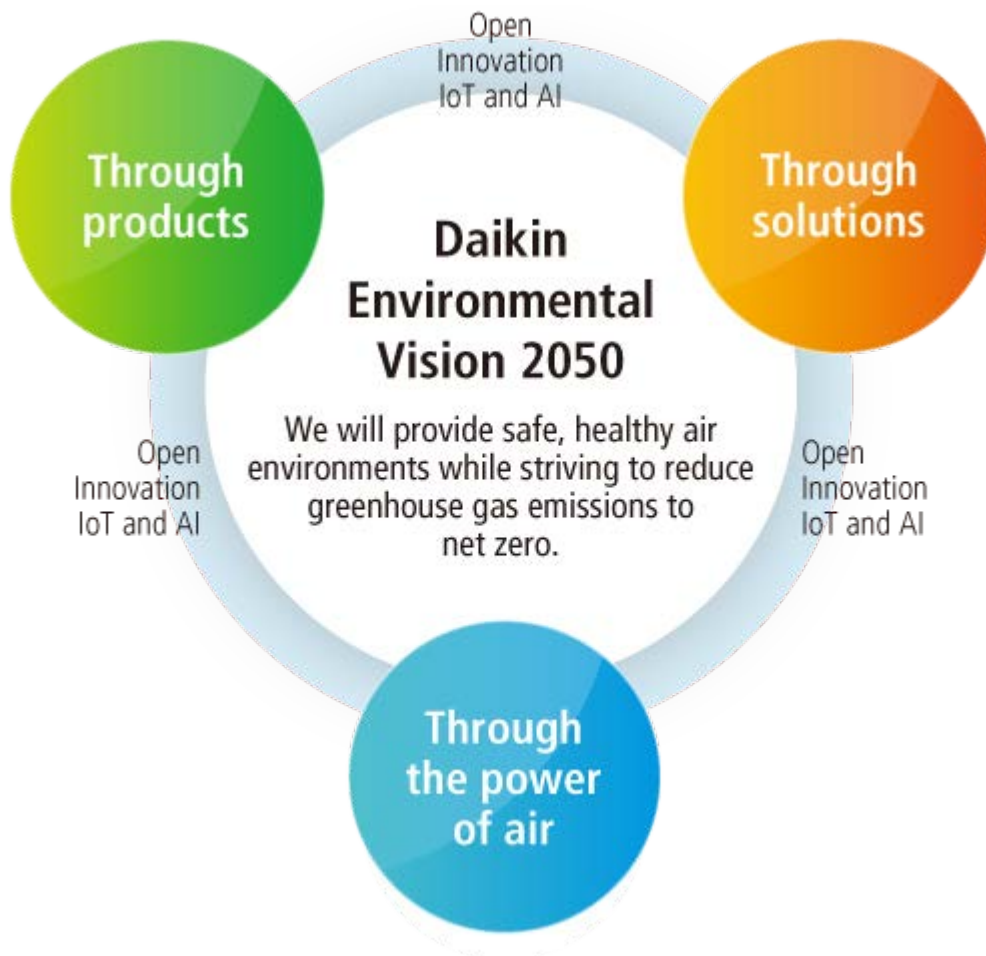 Open
Innovation
IoT and AI
Through
products
Through
solutions
Daikin
Environmental
Vision 2050
We will provide safe, healthy air
environments while striving to reduce
greenhouse gas emissions to
net zero.
Open
Innovation
IoT and AI
Open
Innovation
IoT and AI
Through
the power
of air